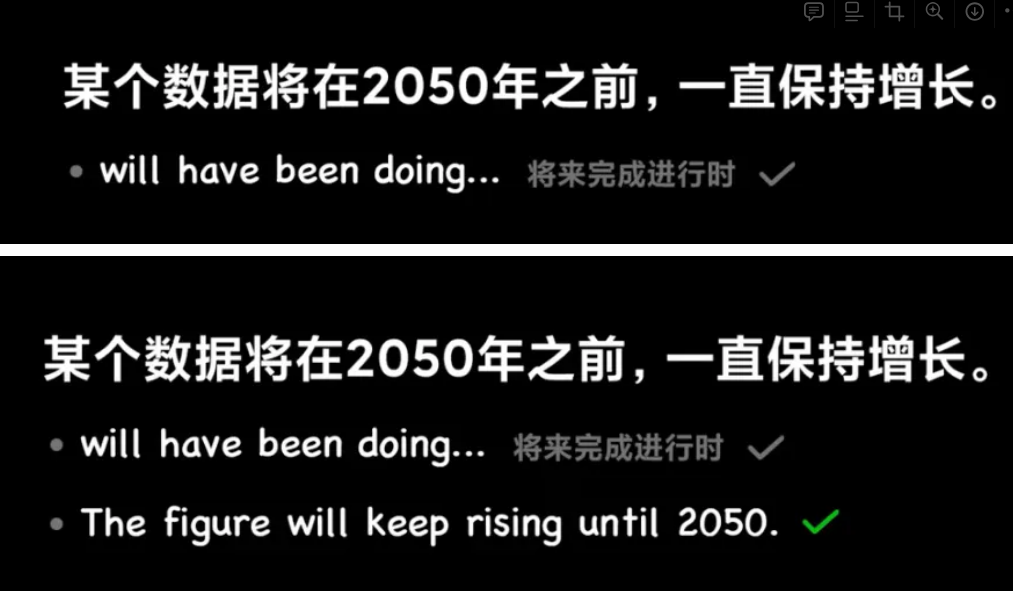 某个数据将在2050年之前，一直保持增长。
• will have been doing... 将来完成进行时 ✓
某个数据将在2050年之前，一直保持增长。
• will have been doing... 将来完成进行时 ✓
• The figure will keep rising until 2050. ✓